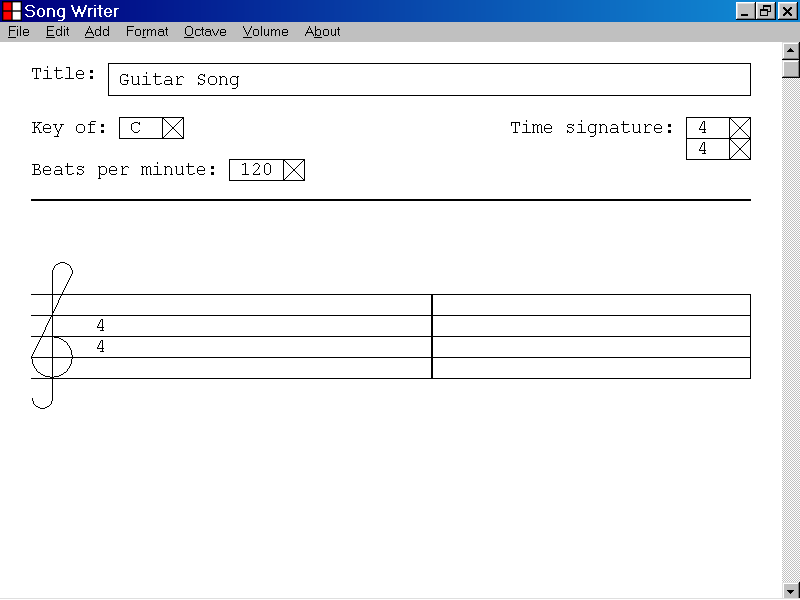 Song Writer
File Edit Add Format Octave Volume About
Title: Guitar Song
Key of: C Time signature: 4
4
Beats per minute: 120
4
4